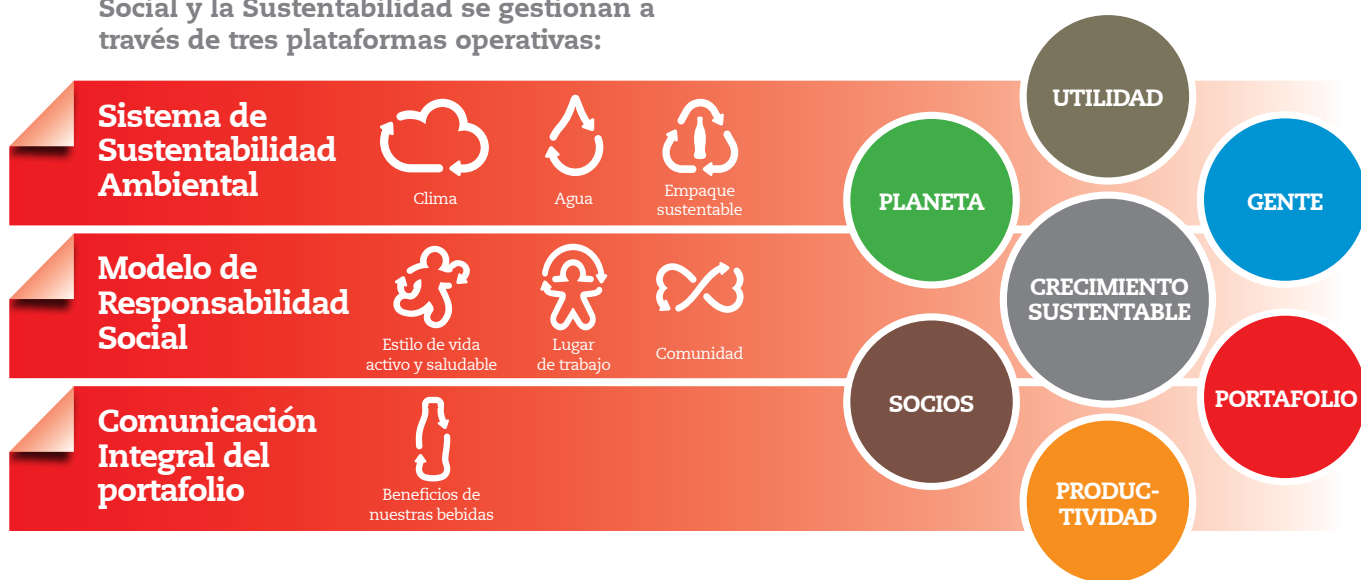 Social y la Sustentabilidad se gestionan a
través de tres plataformas operativas:
Sistema de
Sustentabilidad
Ambiental
Clima
Agua
Empaque
sustentable
Modelo de
Responsabilidad
Social
Estilo de vida
activo y saludable
Lugar
de trabajo
Comunidad
Comunicación
Integral del
portafolio
Beneficios de
nuestras bebidas
UTILIDAD
PLANETA
GENTE
CRECIMIENTO
SUSTENTABLE
SOCIOS
PORTAFOLIO
PRODUC-
TIVIDAD